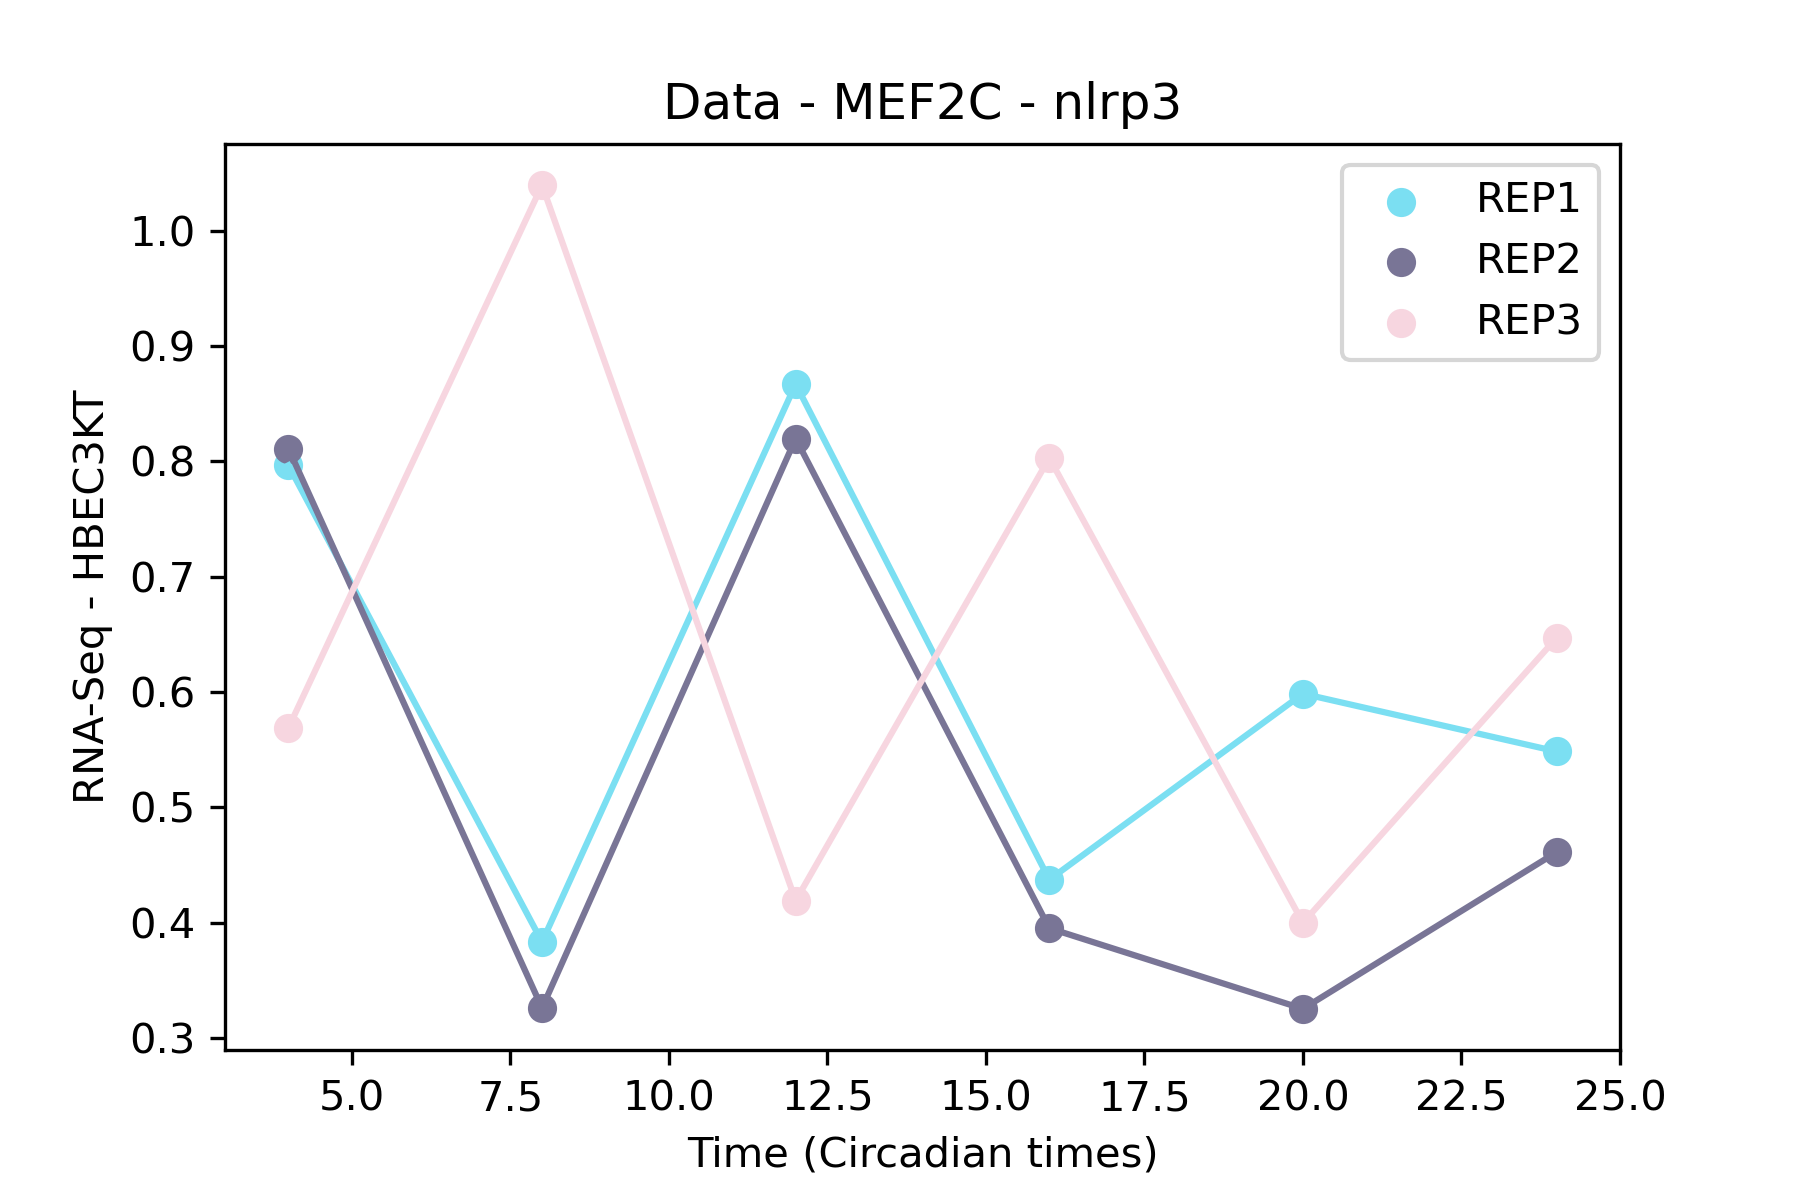 Data - MEF2C - nlrp3
REP1
REP2
REP3
RNA-Seq - HBEC3KT
1.0
0.9
0.8
0.7
0.6
0.5
0.4
0.3
5.0 7.5 10.0 12.5 15.0 17.5 20.0 22.5 25.0
Time (Circadian times)